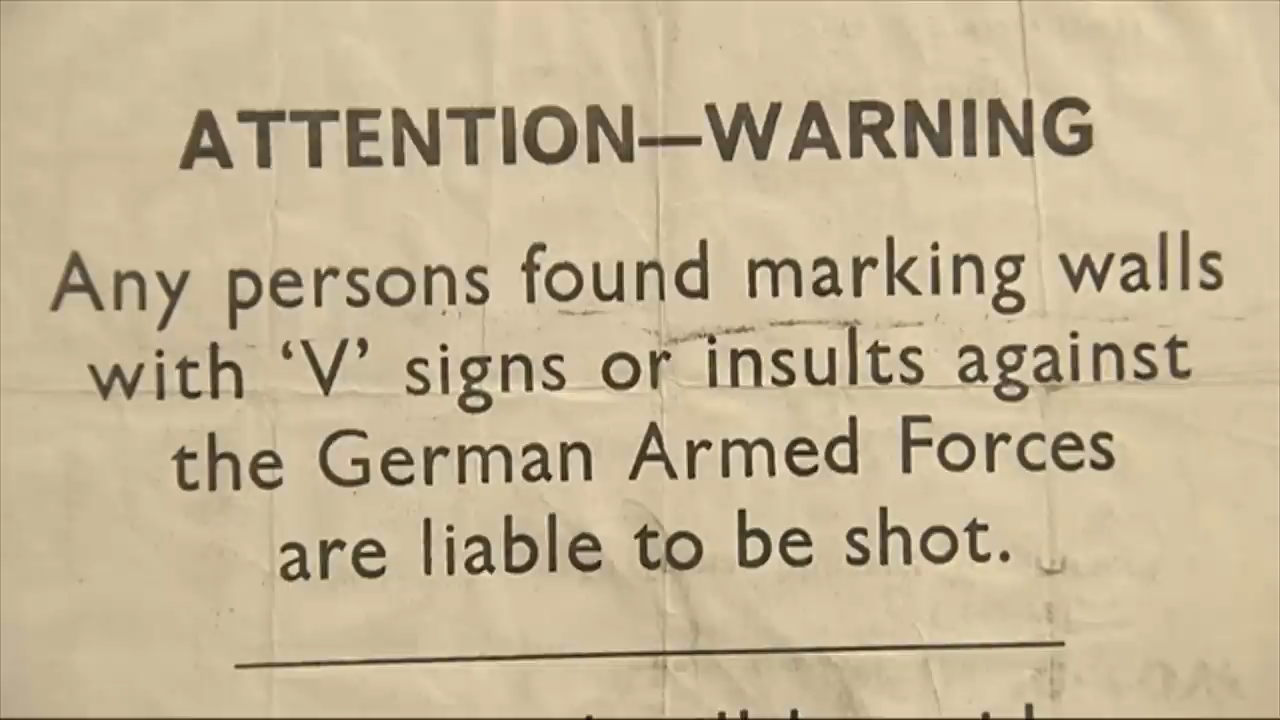 ATTENTION—WARNING
Any persons found marking walls
with ‘V’ signs or insults against
the German Armed Forces
are liable to be shot.